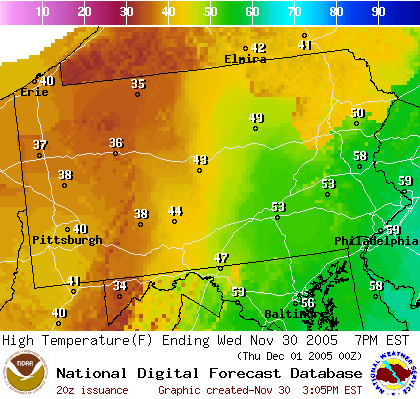 10 20 30 40 50 60 70 80 90
42 41
Elmira
40
Erie
35
50
49
37 36
58
43
38
53 59
44 53
38
40 59
Pittsburgh Philadelphia
47
41 34 53 58
56
Baltimore
40
High Temperature(F) Ending Wed Nov 30 2005 7PM EST
(Thu Dec 01 2005 00Z)
National Digital Forecast Database
20z issuance Graphic created-Nov 30 3:05PM EST
NOAA
NATIONAL WEATHER SERVICE